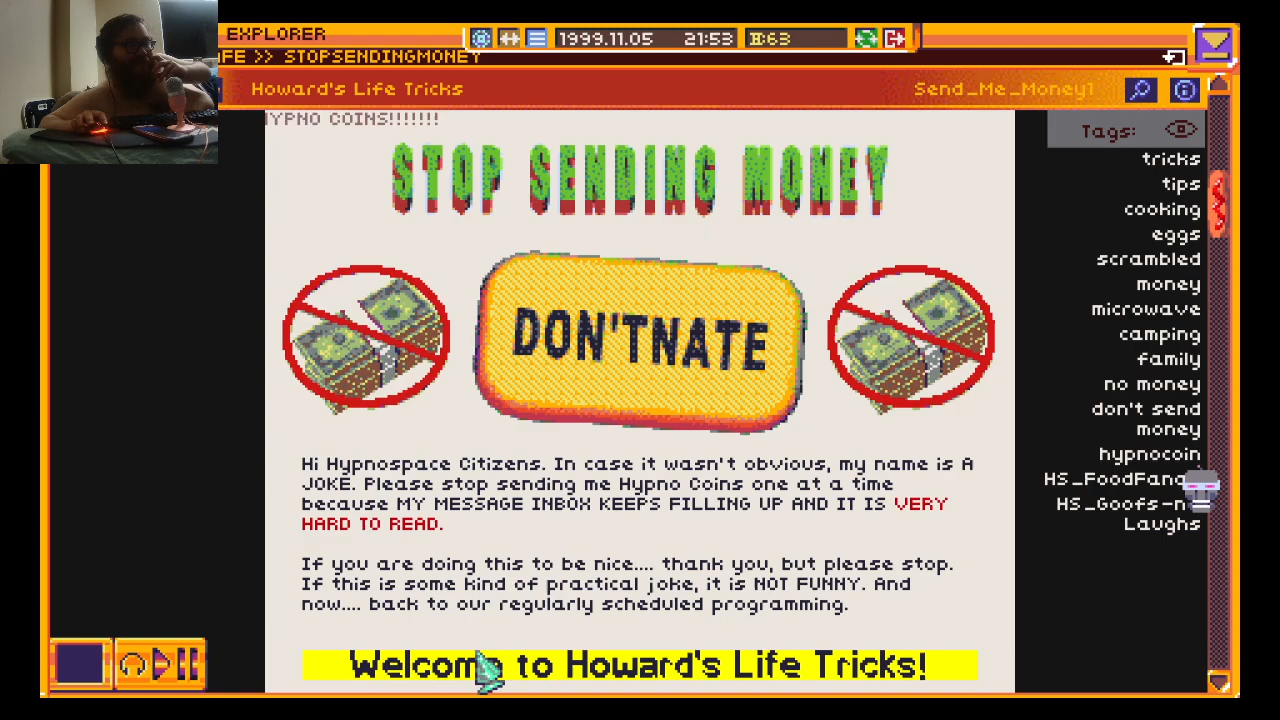 EXPLORER
1999.11.05 21:53 63
FE >> STOPSENDINGMONEY
Howard's Life Tricks
Send_Me_Money1
YPNO COINS!!!!!!!
STOP SENDING MONEY
DON'TNATE
Hi Hypnospace Citizens. In case it wasn't obvious, my name is A
JOKE. Please stop sending me Hypno Coins one at a time
because MY MESSAGE INBOX KEEPS FILLING UP AND IT IS VERY
HARD TO READ.
If you are doing this to be nice.... thank you, but please stop.
If this is some kind of practical joke, it is NOT FUNNY. And
now.... back to our regularly scheduled programming.
Welcome to Howard's Life Tricks!
Tags:
tricks
tips
cooking
eggs
scrambled
money
microwave
camping
family
no money
don't send
money
hypnocoin
HS_FoodFan
HS_Goofs-n
Laughs